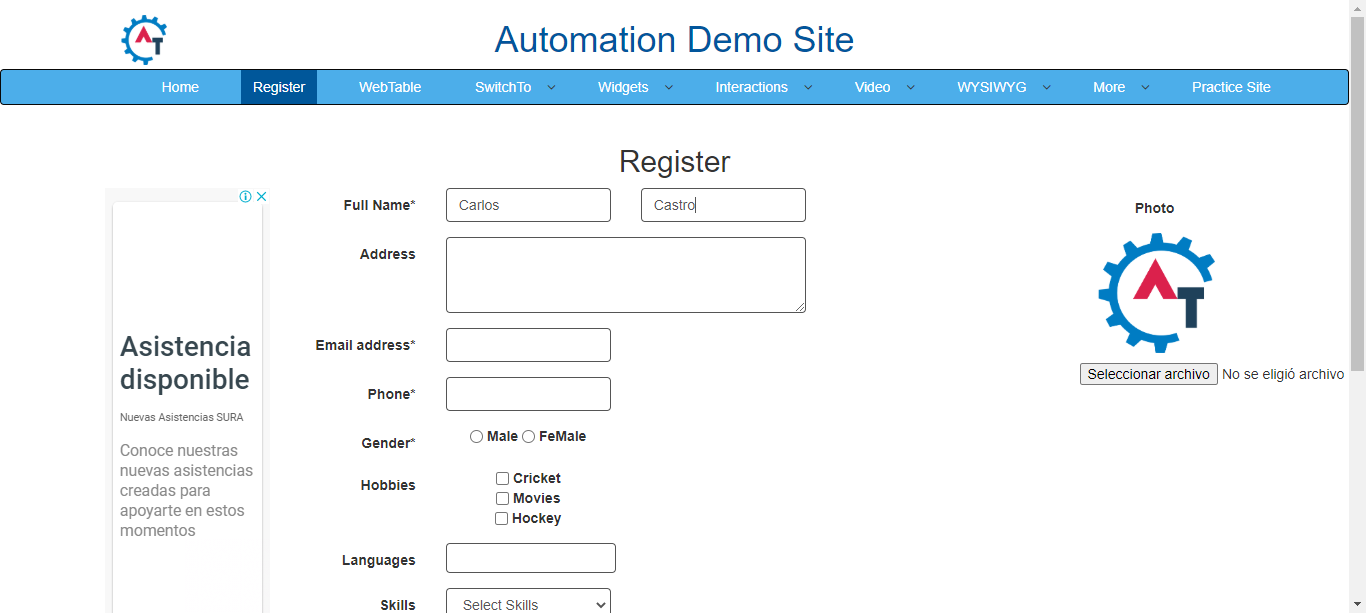 AT
Automation Demo Site
Home Register WebTable SwitchTo Widgets Interactions Video WYSIWYG More Practice Site
Register
Full Name* Carlos Castro
Photo
AT
Seleccionar archivo No se eligió archivo
Address
Email address*
Phone*
Gender* Male FeMale
Hobbies Cricket
Movies
Hockey
Languages
Skills Select Skills
Asistencia
disponible
Nuevas Asistencias SURA
Conoce nuestras
nuevas asistencias
creadas para
apoyarte en estos
momentos